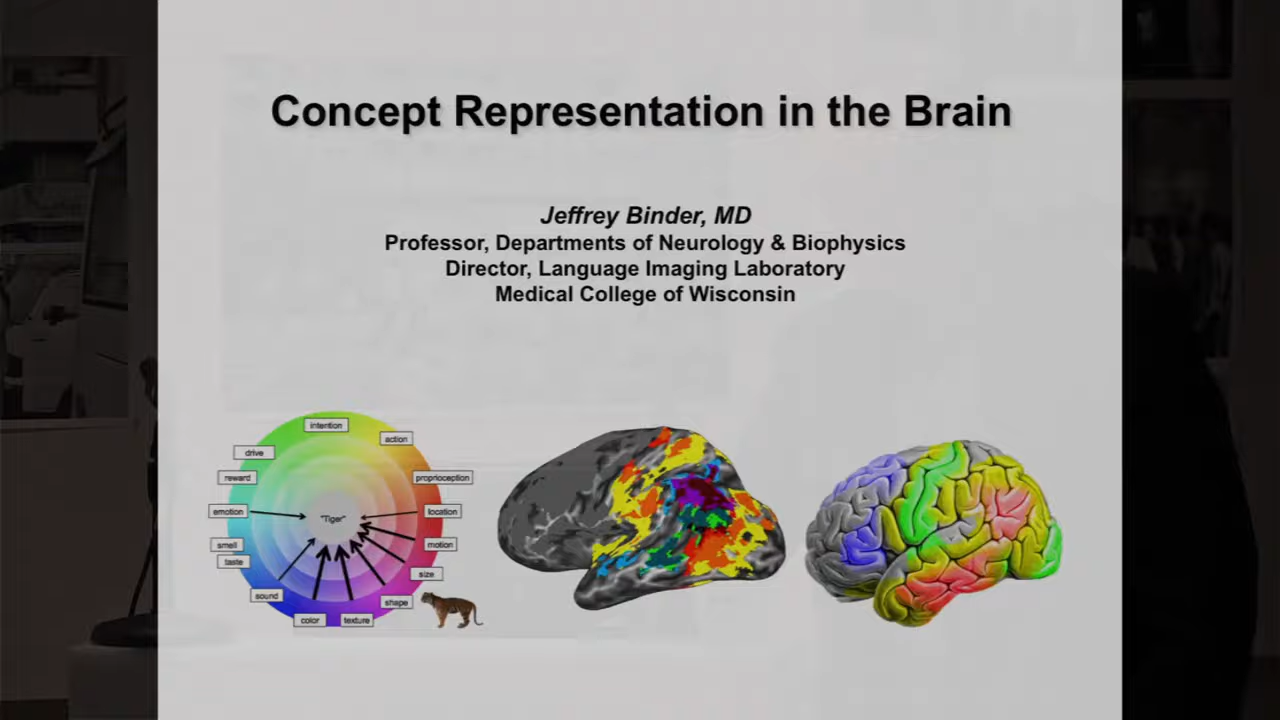 Concept Representation in the Brain
Jeffrey Binder, MD
Professor, Departments of Neurology & Biophysics
Director, Language Imaging Laboratory
Medical College of Wisconsin
intention
action
drive
reward
proprioception
emotion
"Tiger"
location
smell
motion
taste
size
sound
shape
color
texture